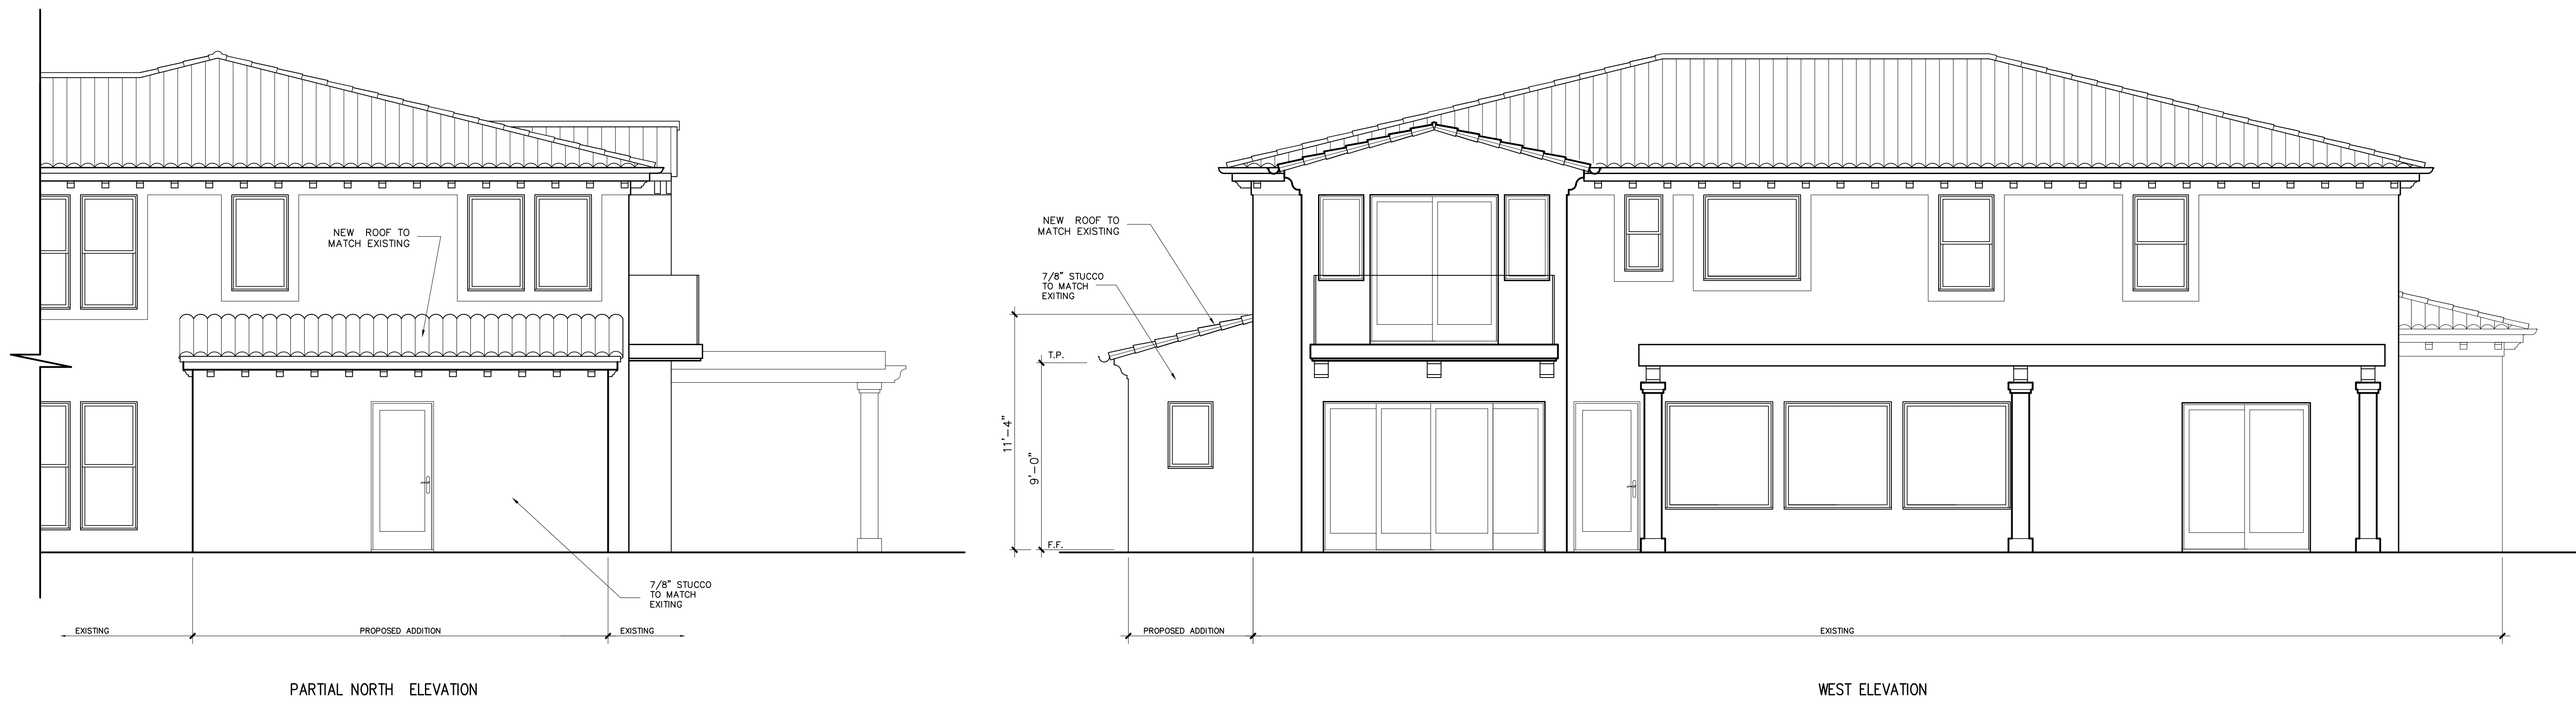 NEW ROOF TO
MATCH EXISTING
7/8" STUCCO
TO MATCH
EXITING
EXISTING
PROPOSED ADDITION
EXISTING
PARTIAL NORTH ELEVATION
NEW ROOF TO
MATCH EXISTING
7/8" STUCCO
TO MATCH
EXITING
T.P.
11'-4"
9'-0"
F.F.
PROPOSED ADDITION
EXISTING
WEST ELEVATION